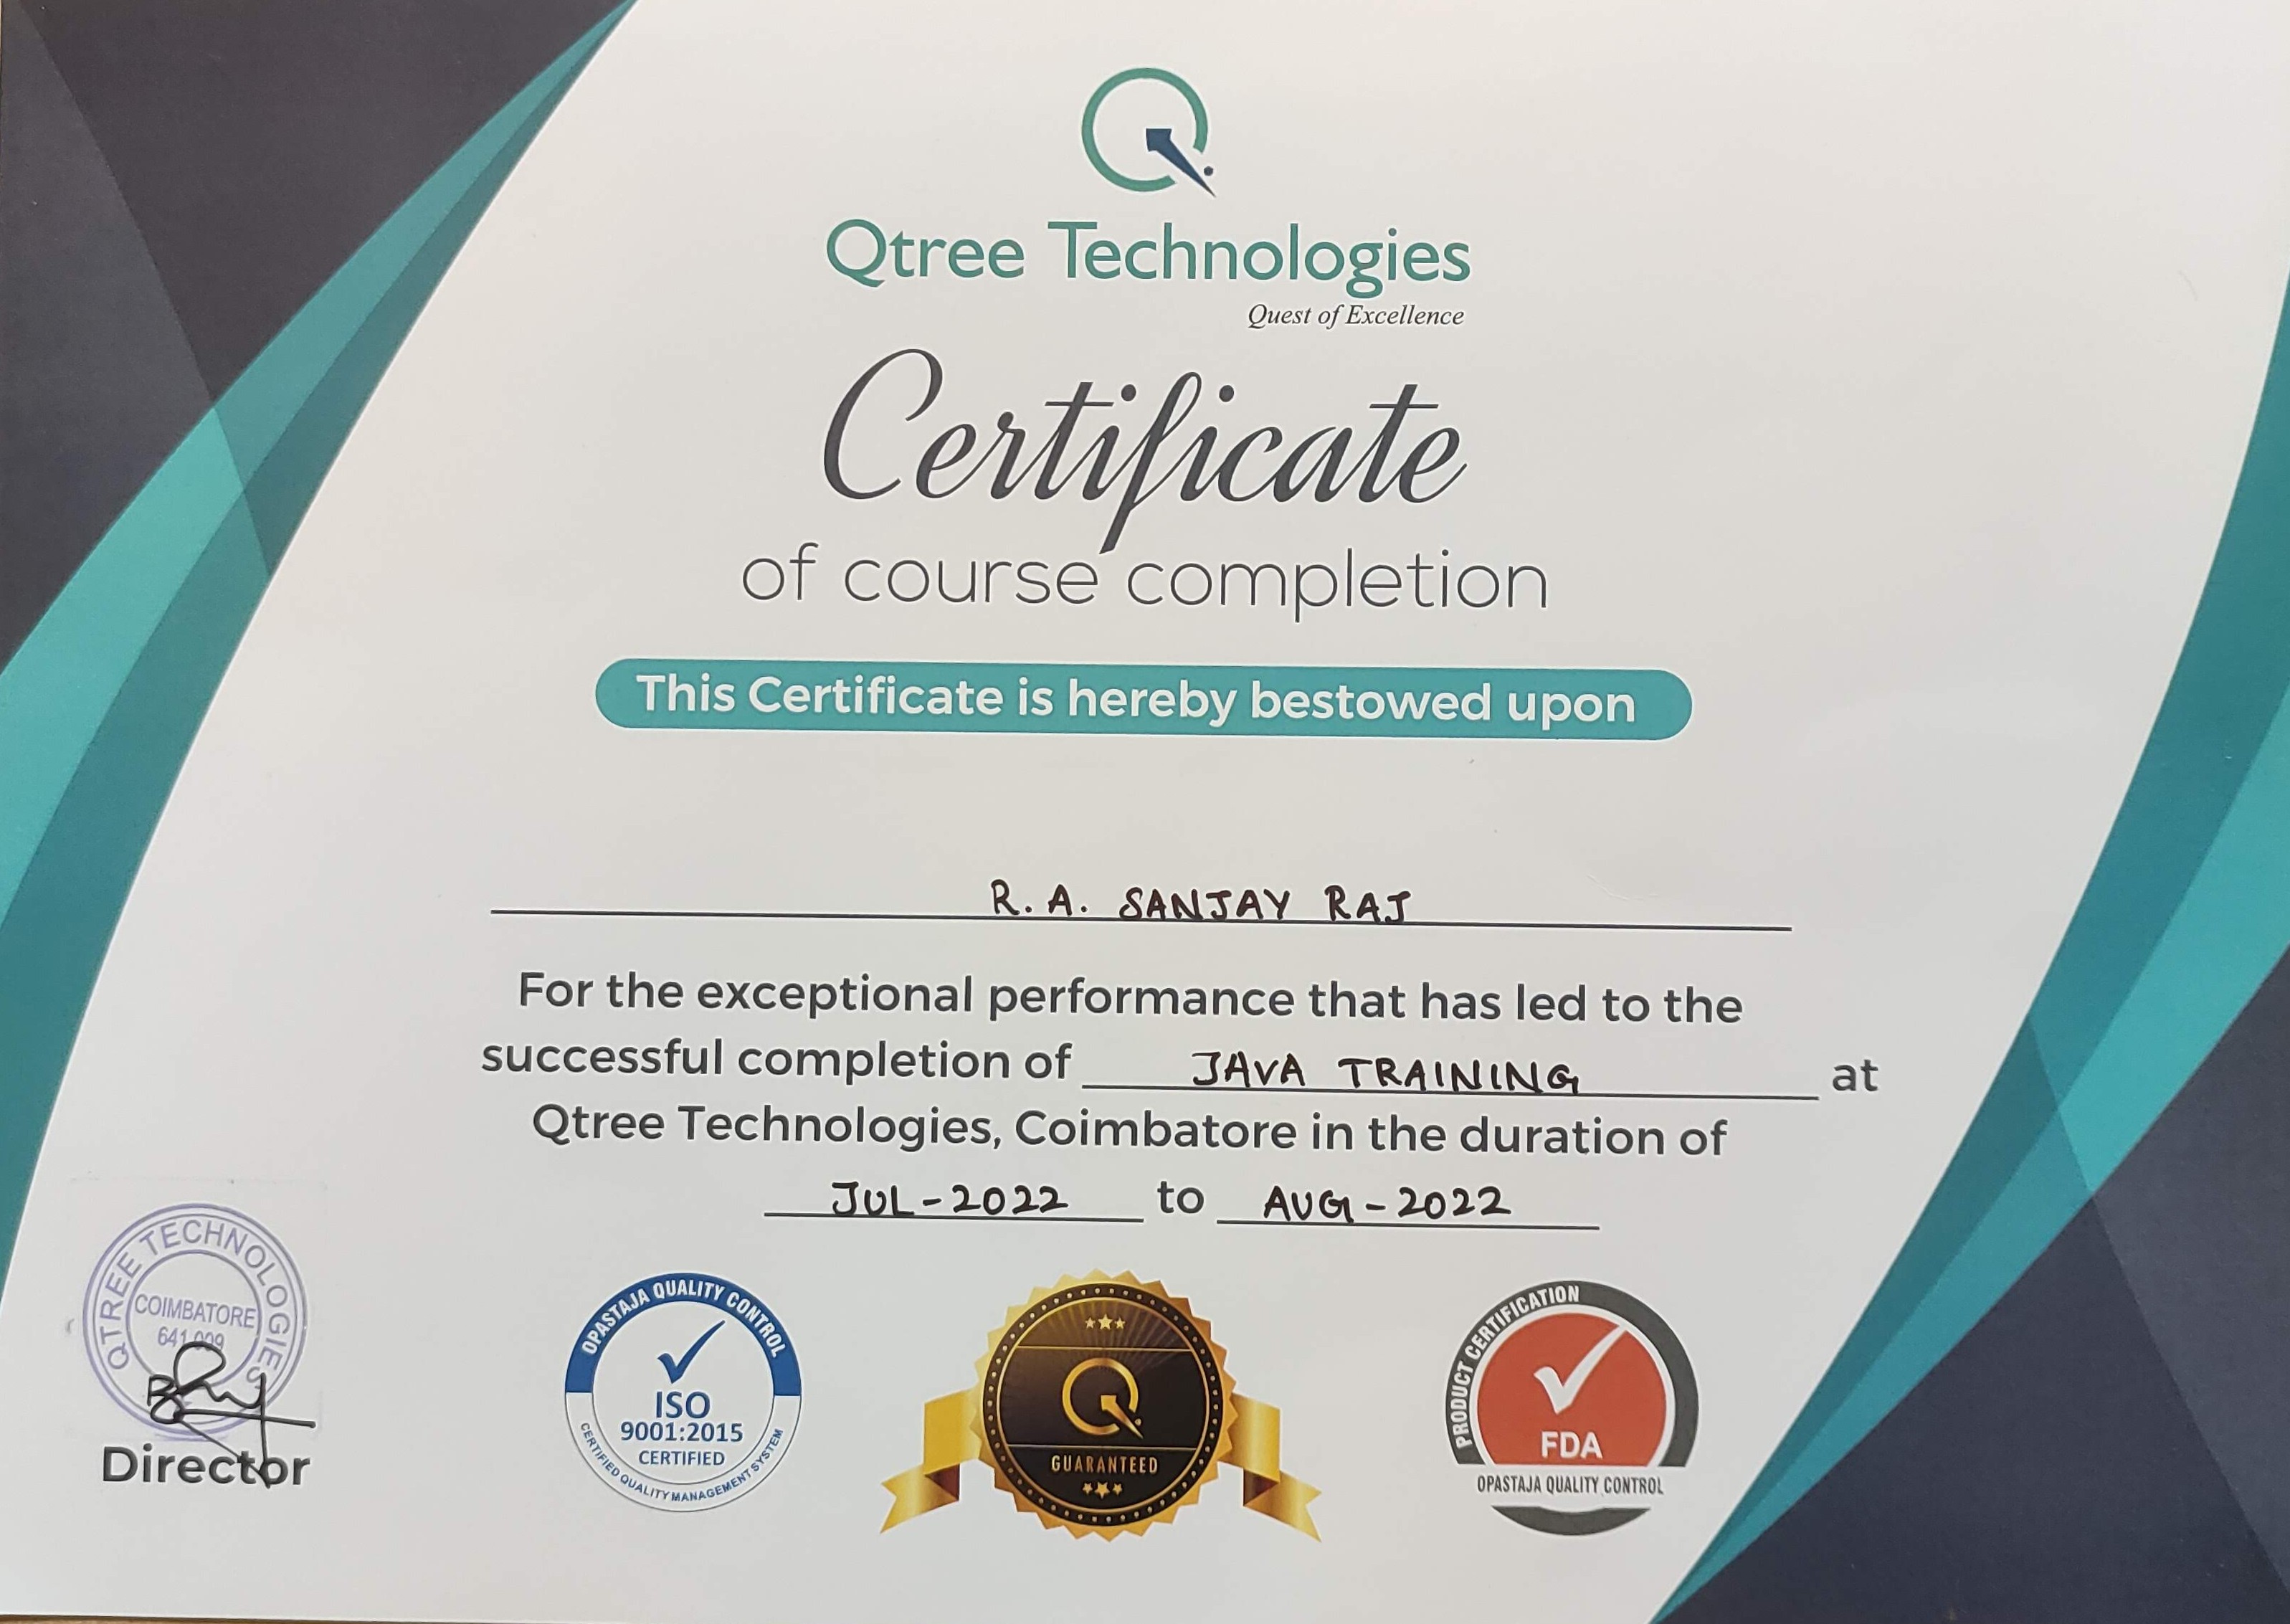 Qtree Technologies
Quest of Excellence
Certificate
of course completion
This Certificate is hereby bestowed upon
R. A. SANJAY RAJ
For the exceptional performance that has led to the
successful completion of JAVA TRAINING at
Qtree Technologies, Coimbatore in the duration of
JUL-2022 to AUG-2022
QTREE TECHNOLOGIES
COIMBATORE
641 009
Director
OPASTAJA QUALITY CONTROL
ISO
9001:2015
CERTIFIED
CERTIFIED QUALITY MANAGEMENT SYSTEM
GUARANTEED
PRODUCT CERTIFICATION
FDA
OPASTAJA QUALITY CONTROL